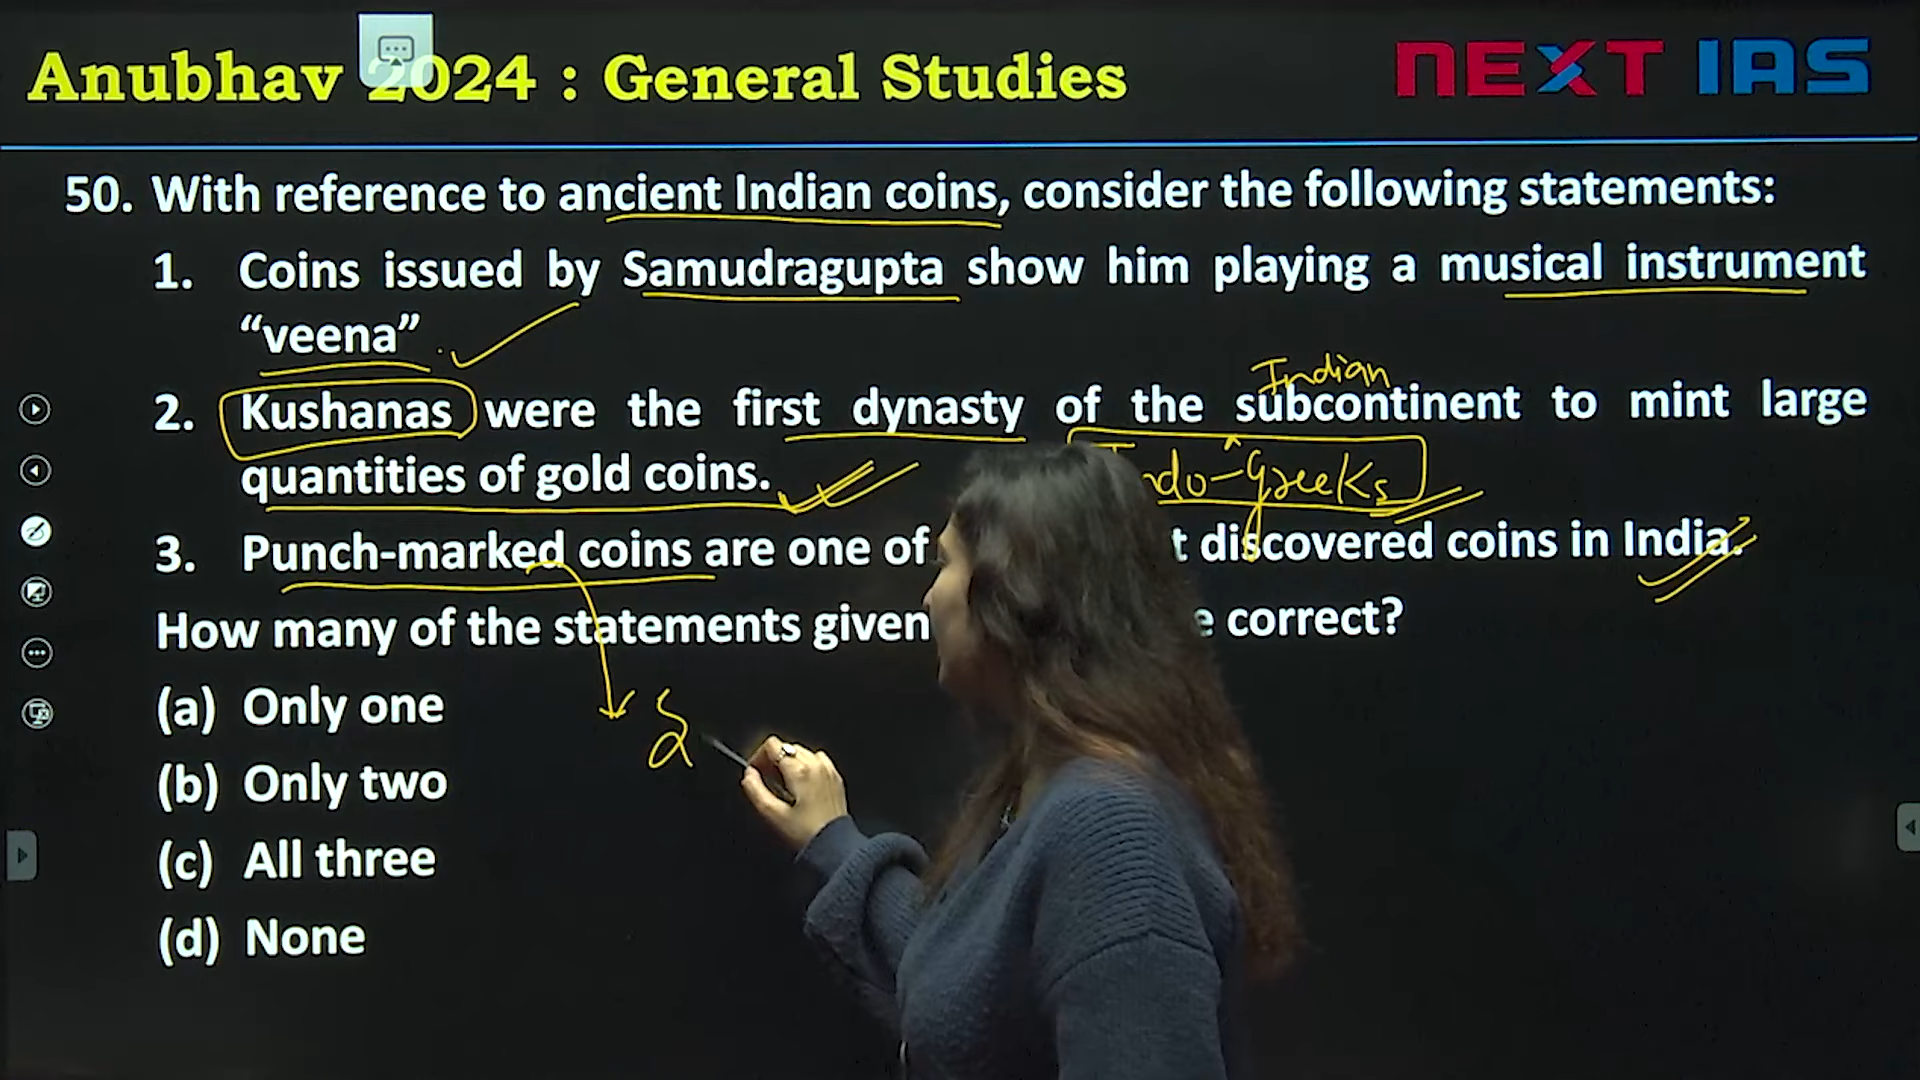 Anubhav 2024 : General Studies
NEXT IAS
50. With reference to ancient Indian coins, consider the following statements:
1. Coins issued by Samudragupta show him playing a musical instrument
“veena”
Indian
2. Kushanas were the first dynasty of the subcontinent to mint large
quantities of gold coins.
Indo-Greeks
3. Punch-marked coins are one of discovered coins in India.
How many of the statements given correct?
(a) Only one
(b) Only two
(c) All three
(d) None